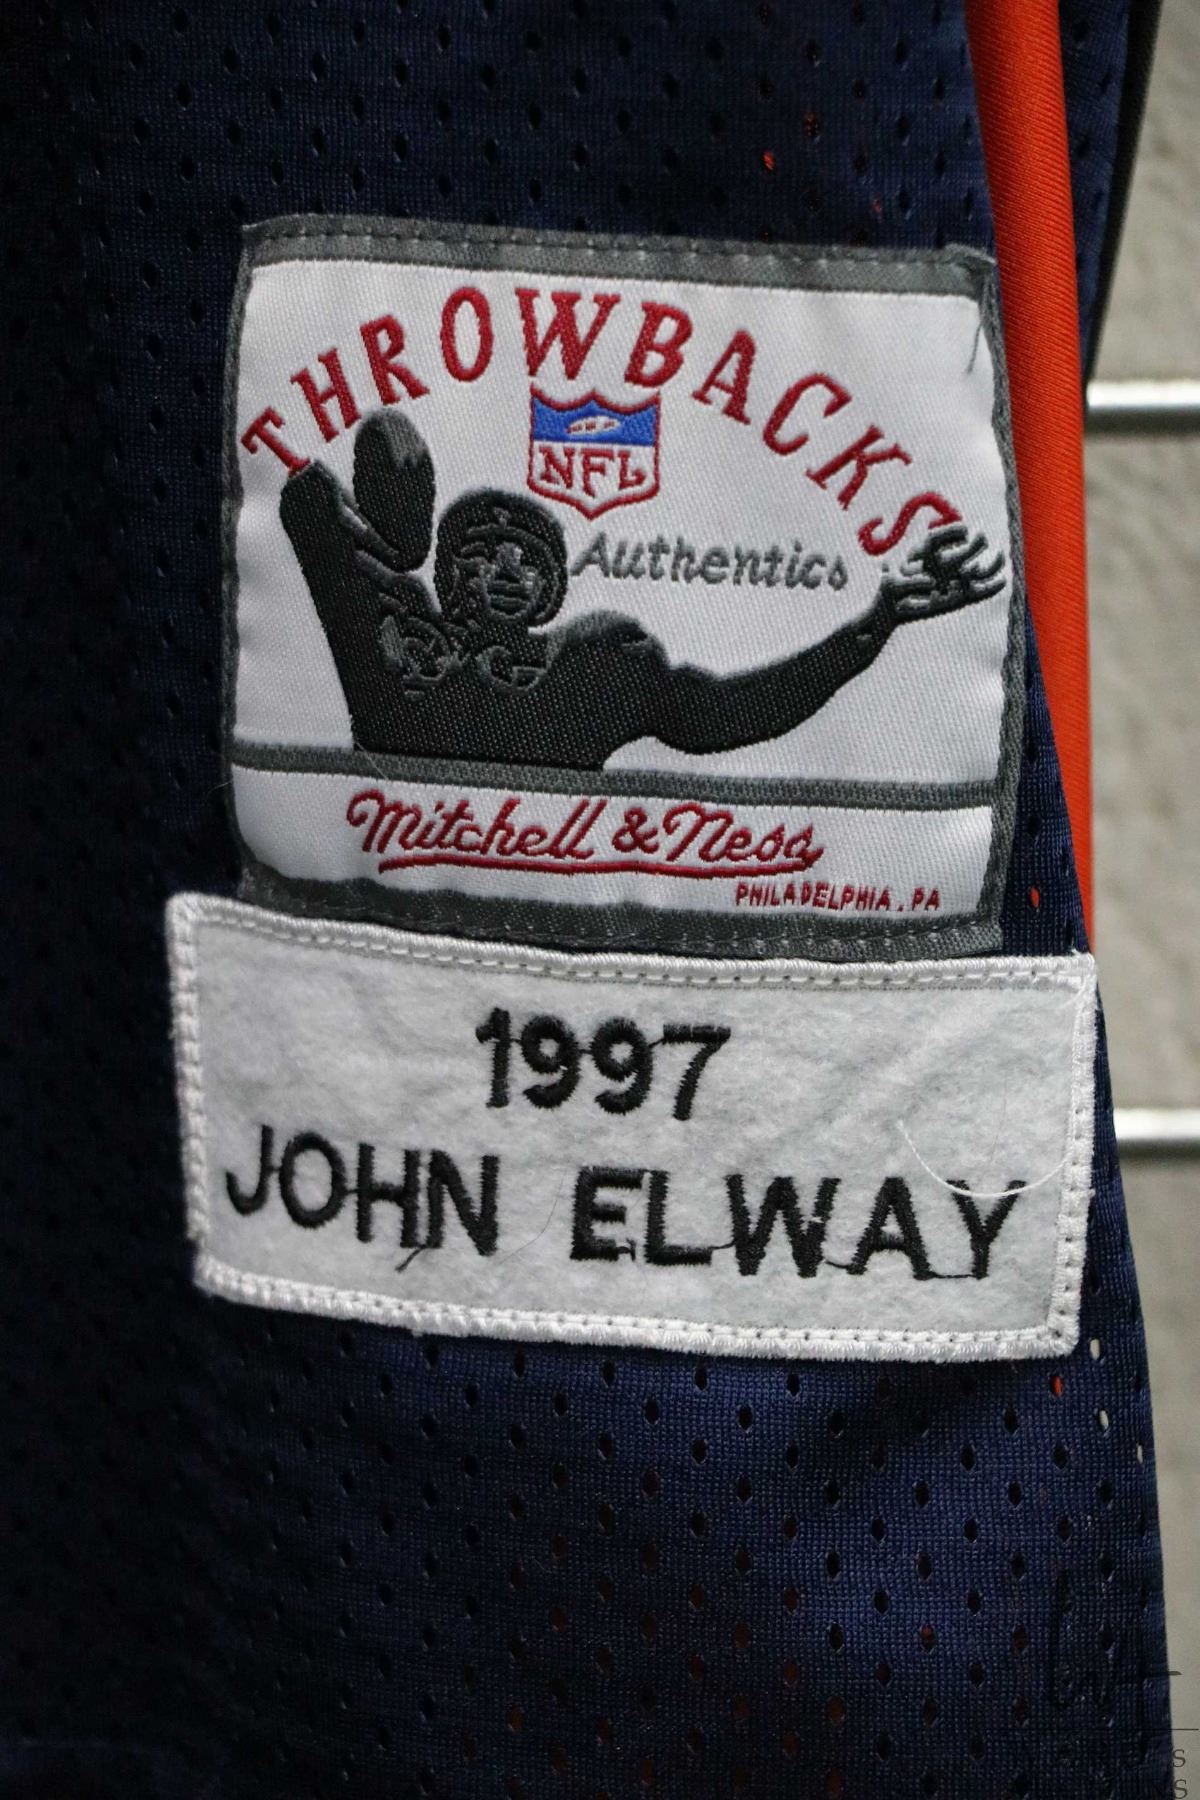 THROWBACKS
NFL
Authentics
Mitchell & Ness
PHILADELPHIA, PA
1997
JOHN ELWAY